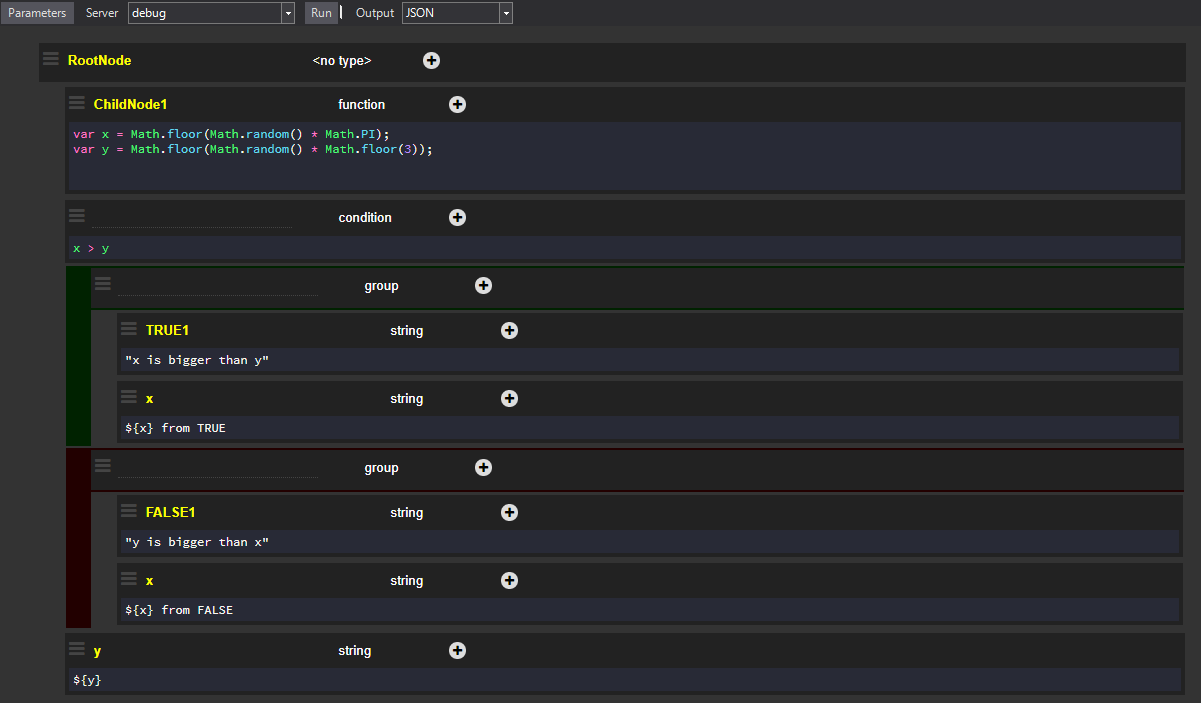 Parameters Server debug Run Output JSON
RootNode <no type>
ChildNode1 function
var x = Math.floor(Math.random() * Math.PI);
var y = Math.floor(Math.random() * Math.floor(3));
condition
x > y
group
TRUE1 string
"x is bigger than y"
x string
${x} from TRUE
group
FALSE1 string
"y is bigger than x"
x string
${x} from FALSE
y string
${y}